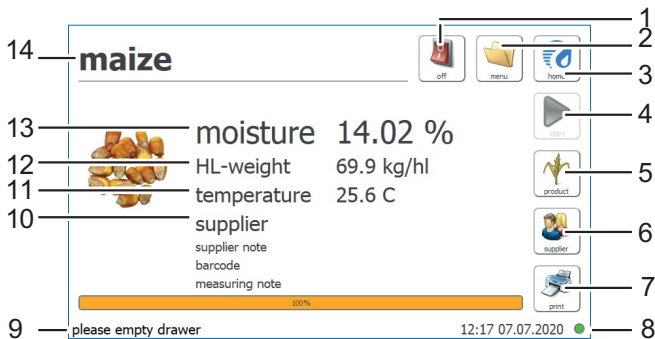 1
2
14 maize
off menu home
3
start
4
13 moisture 14.02 %
12 HL-weight 69.9 kg/hl
product
5
11 temperature 25.6 C
10 supplier
supplier
6
supplier note
barcode
measuring note
print
7
100%
9 please empty drawer 12:17 07.07.2020 8